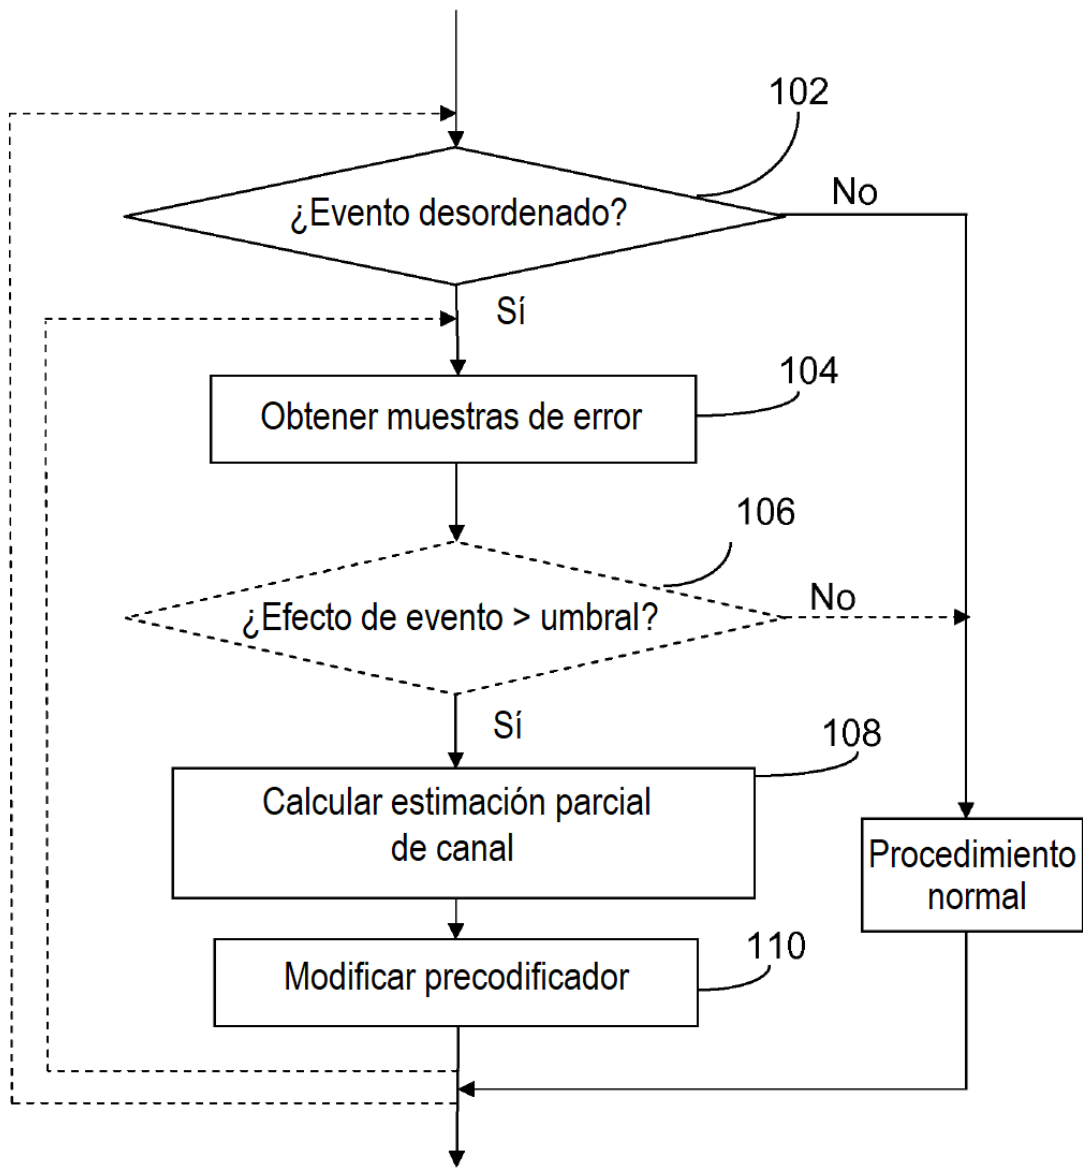 102
¿Evento desordenado?
No
Sí
104
Obtener muestras de error
106
¿Efecto de evento > umbral?
No
Sí
108
Calcular estimación parcial
de canal
Procedimiento
normal
110
Modificar precodificador